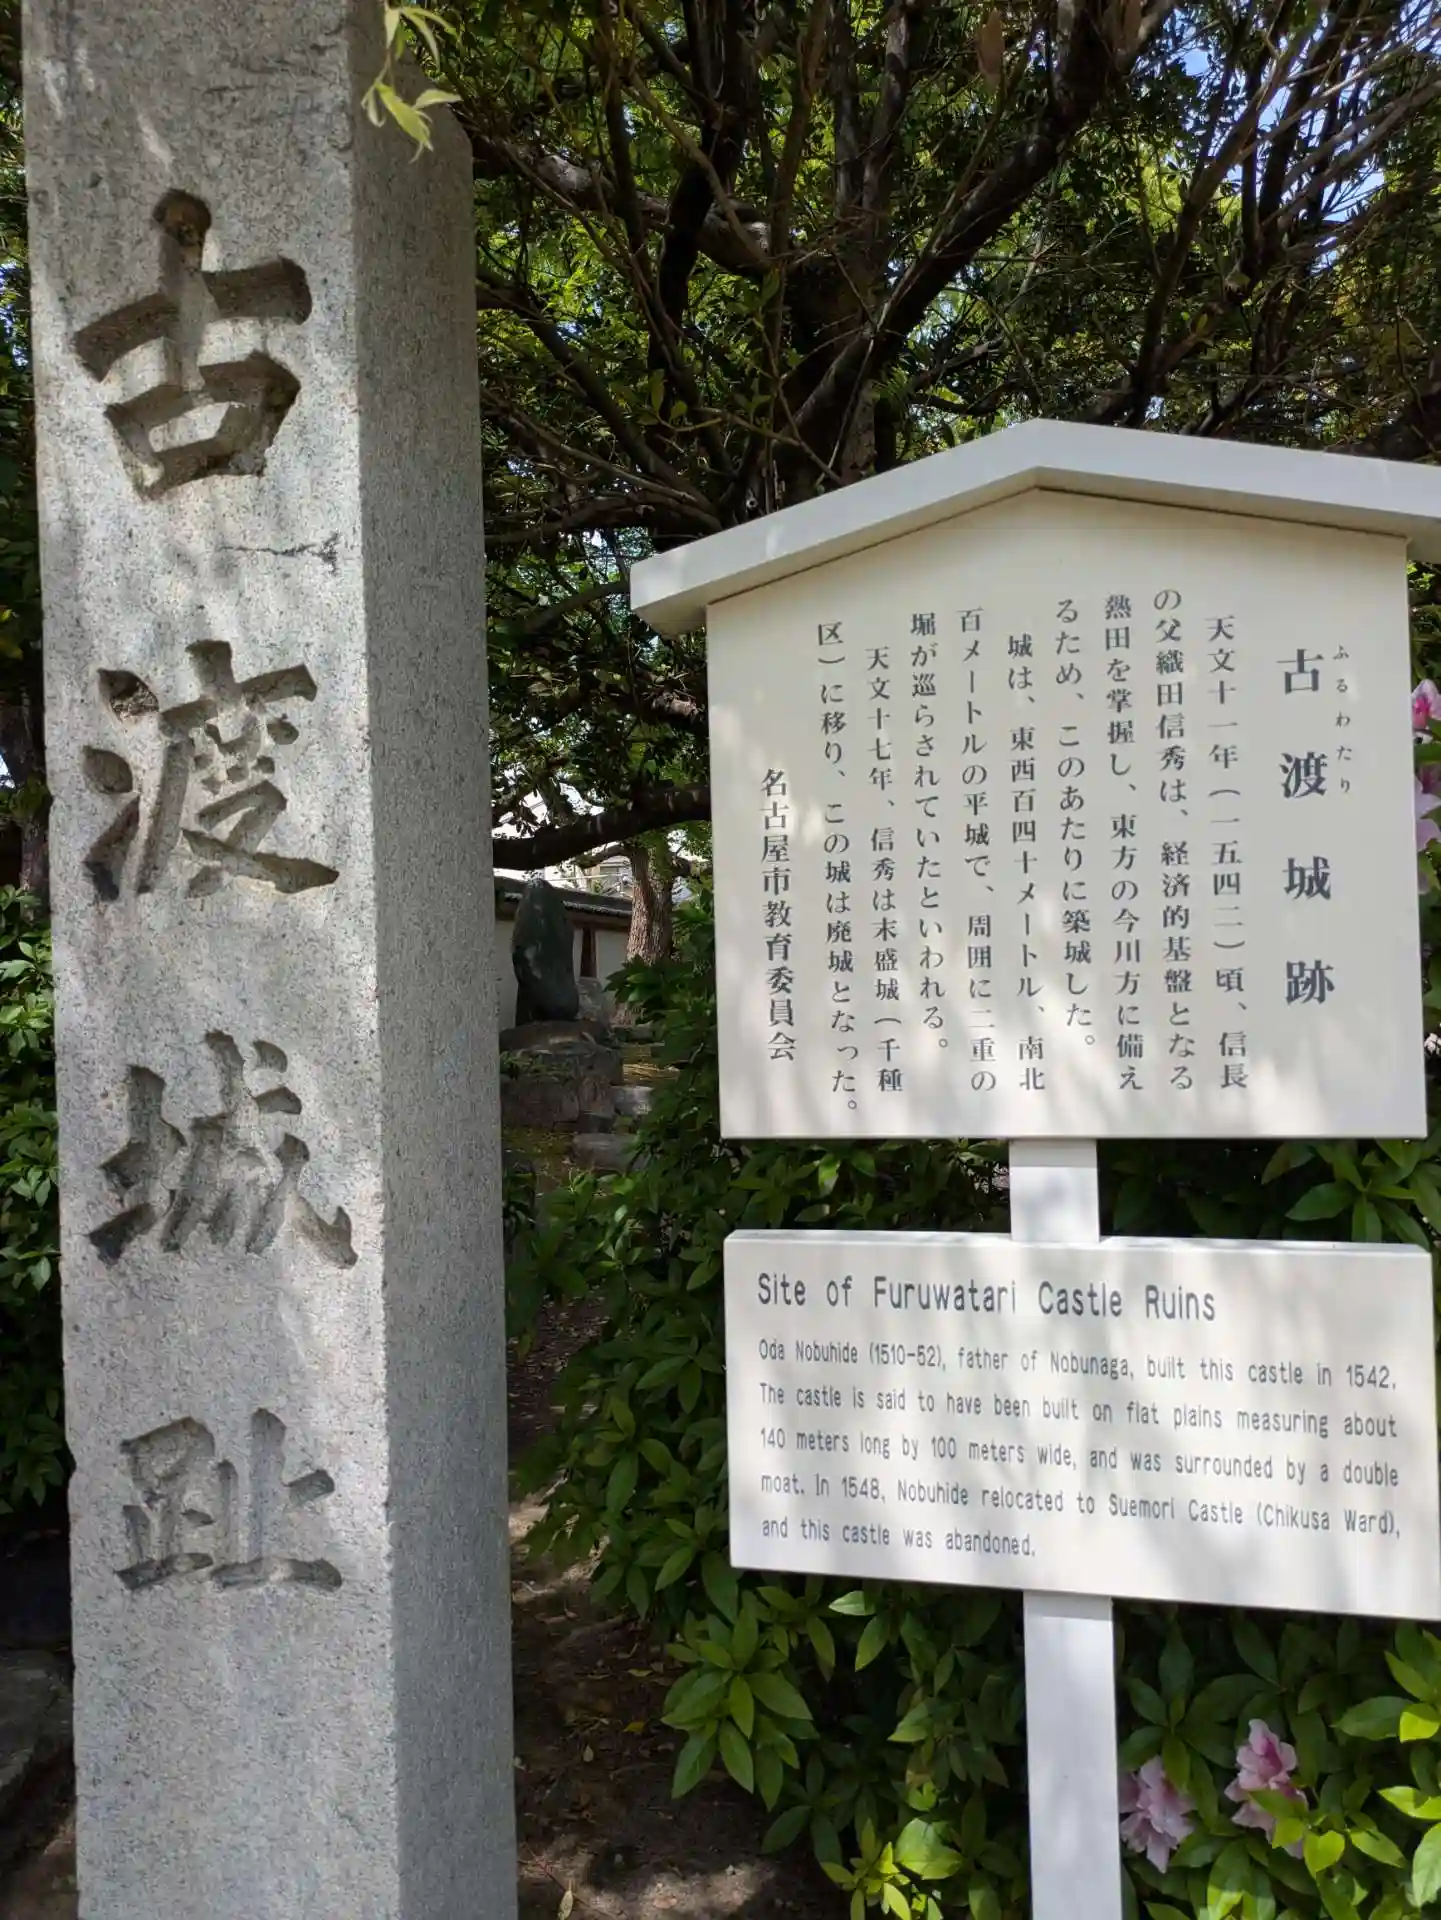 古渡城趾
古渡城跡
ふるわたり
天文十一年(一五四二)頃、信長
の父織田信秀は、経済的基盤となる
熱田を掌握し、東方の今川方に備え
るため、このあたりに築城した。
城は、東西百四十メートル、南北
百メートルの平城で、周囲に二重の
堀が巡らされていたといわれる。
天文十七年、信秀は末盛城(千種
区)に移り、この城は廃城となった。
名古屋市教育委員会
Site of Furuwatari Castle Ruins
Oda Nobuhide (1510-52), father of Nobunaga, built this castle in 1542.
The castle is said to have been built on flat plains measuring about
140 meters long by 100 meters wide, and was surrounded by a double
moat. In 1548, Nobuhide relocated to Suemori Castle (Chikusa Ward),
and this castle was abandoned.